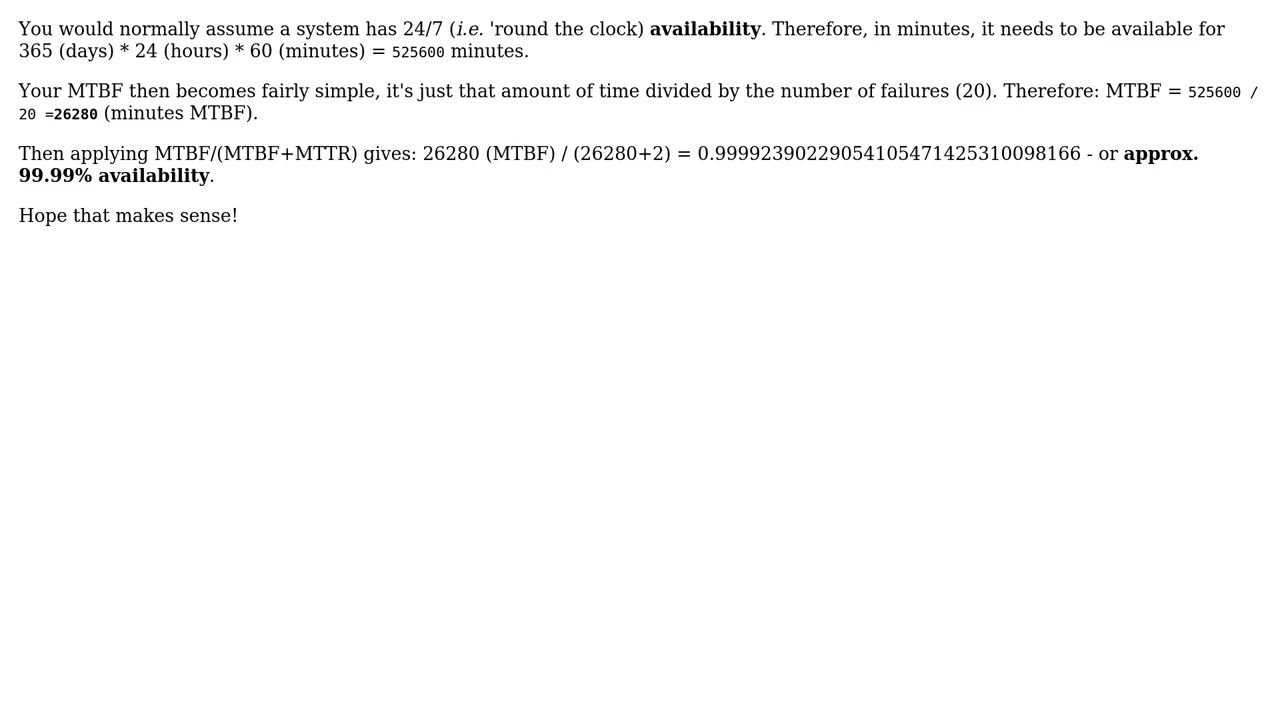 You would normally assume a system has 24/7 (i.e. 'round the clock) availability. Therefore, in minutes, it needs to be available for
365 (days) * 24 (hours) * 60 (minutes) = 525600 minutes.
Your MTBF then becomes fairly simple, it's just that amount of time divided by the number of failures (20). Therefore: MTBF = 525600 /
20 =26280 (minutes MTBF).
Then applying MTBF/(MTBF+MTTR) gives: 26280 (MTBF) / (26280+2) = 0.99992390229054105471425310098166 - or approx.
99.99% availability.
Hope that makes sense!